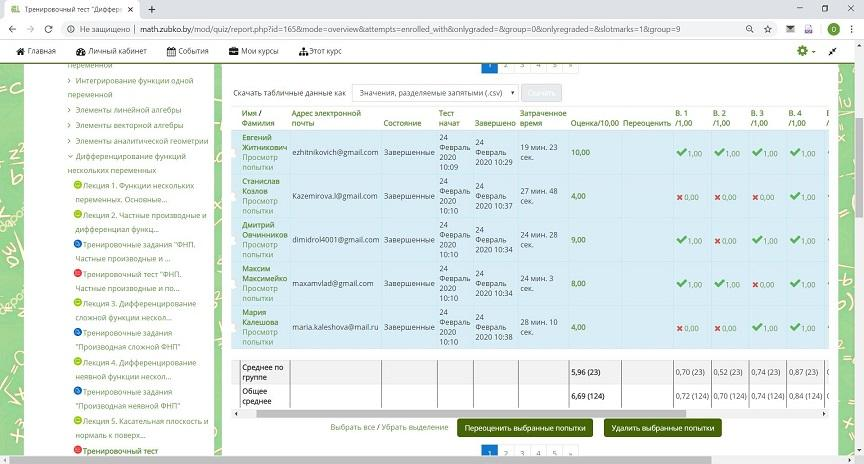 Тренировочный тест "Диффере
Не защищено | math.zubko.by/mod/quiz/report.php?id=165&mode=overview&attempts=enrolled_with&onlygraded=&group=0&onlyregraded=&slotmarks=1&group=9
Главная Личный кабинет События Мои курсы Этот курс
переменной
Интегрирование функции одной
переменной
Элементы линейной алгебры
Элементы векторной алгебры
Элементы аналитической геометрии
Дифференцирование функций
нескольких переменных
Лекция 1. Функции нескольких
переменных. Основные...
Лекция 2. Частные производные и
дифференциал функц...
Тренировочные задания "ФНП.
Частные производные и ...
Тренировочный тест "ФНП.
Частные производные и по...
Лекция 3. Дифференцирование
сложной функции нескол...
Тренировочные задания
"Производная сложной ФНП"
Лекция 4. Дифференцирование
неявной функции нескол...
Тренировочные задания
"Производная неявной ФНП"
Лекция 5. Касательная плоскость и
нормаль к поверх...
Тренировочный тест
1 2 3 4 5 »
Скачать табличные данные как Значения, разделяемые запятыми (.csv) Скачать
Имя / Адрес электронной Тест Затраченное В. 1 В. 2 В. 3 В. 4
Фамилия почты Состояние начат Завершено время Оценка/10,00 Переоценить /1,00 /1,00 /1,00 /1,00
Евгений
Житникович
Просмотр
попытки
ezhitnikovich@gmail.com Завершенные
24
Февраль
2020
10:09
24
Февраль
2020 10:29
19 мин. 23
сек.
10,00 1,00 1,00 1,00 1,00
Станислав
Козлов
Просмотр
попытки
Kazemirova.l@gmail.com Завершенные
24
Февраль
2020
10:10
24
Февраль
2020 10:37
27 мин. 48
сек.
4,00 0,00 0,00 0,00 1,00
Дмитрий
Овчинников
Просмотр
попытки
dimidrol4001@gmail.com Завершенные
24
Февраль
2020
10:10
24
Февраль
2020 10:34
24 мин. 28
сек.
9,00 1,00 0,00 1,00 1,00
Максим
Максимейко
Просмотр
попытки
maxamvlad@gmail.com Завершенные
24
Февраль
2020
10:10
24
Февраль
2020 10:34
24 мин. 3
сек.
8,00 1,00 1,00 0,00 1,00
Мария
Калешова
Просмотр
попытки
maria.kaleshova@mail.ru Завершенные
24
Февраль
2020
10:10
24
Февраль
2020 10:38
28 мин. 10
сек.
4,00 0,00 0,00 1,00 1,00
Среднее по
группе
5,96 (23) 0,70 (23) 0,52 (23) 0,74 (23) 0,87 (23)
Общее
среднее
6,69 (124) 0,72 (124) 0,70 (124) 0,74 (124) 0,84 (124)
Выбрать все / Убрать выделение Переоценить выбранные попытки Удалить выбранные попытки
1 2 3 4 5 »